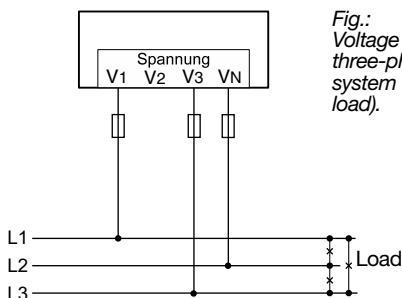 Fig.:
Voltage
three-ph
system
load).
Spannung
V1 V2 V3 VN
L1
L2
Load
L3